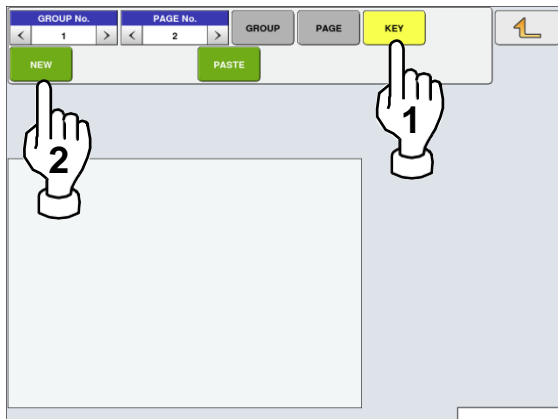 GROUP No.
PAGE No.
< 1 >
< 2 >
GROUP
PAGE
KEY
NEW
PASTE
1
2